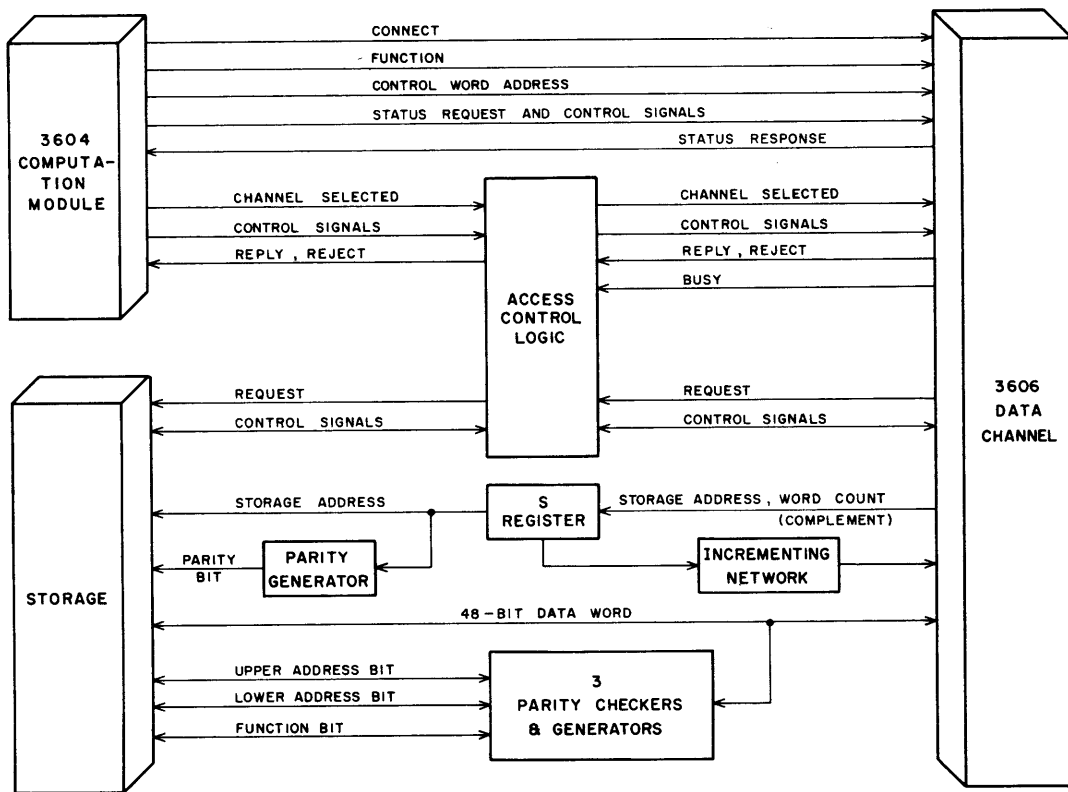 CONNECT
FUNCTION
CONTROL WORD ADDRESS
STATUS REQUEST AND CONTROL SIGNALS
STATUS RESPONSE
3604
COMPUTA-
TION
MODULE
CHANNEL SELECTED
CONTROL SIGNALS
REPLY, REJECT
ACCESS
CONTROL
LOGIC
CHANNEL SELECTED
CONTROL SIGNALS
REPLY, REJECT
BUSY
REQUEST
CONTROL SIGNALS
REQUEST
CONTROL SIGNALS
3606
DATA
CHANNEL
STORAGE ADDRESS
S
REGISTER
STORAGE ADDRESS, WORD COUNT
(COMPLEMENT)
PARITY
BIT
PARITY
GENERATOR
INCREMENTING
NETWORK
STORAGE
48-BIT DATA WORD
UPPER ADDRESS BIT
LOWER ADDRESS BIT
FUNCTION BIT
3
PARITY CHECKERS
& GENERATORS